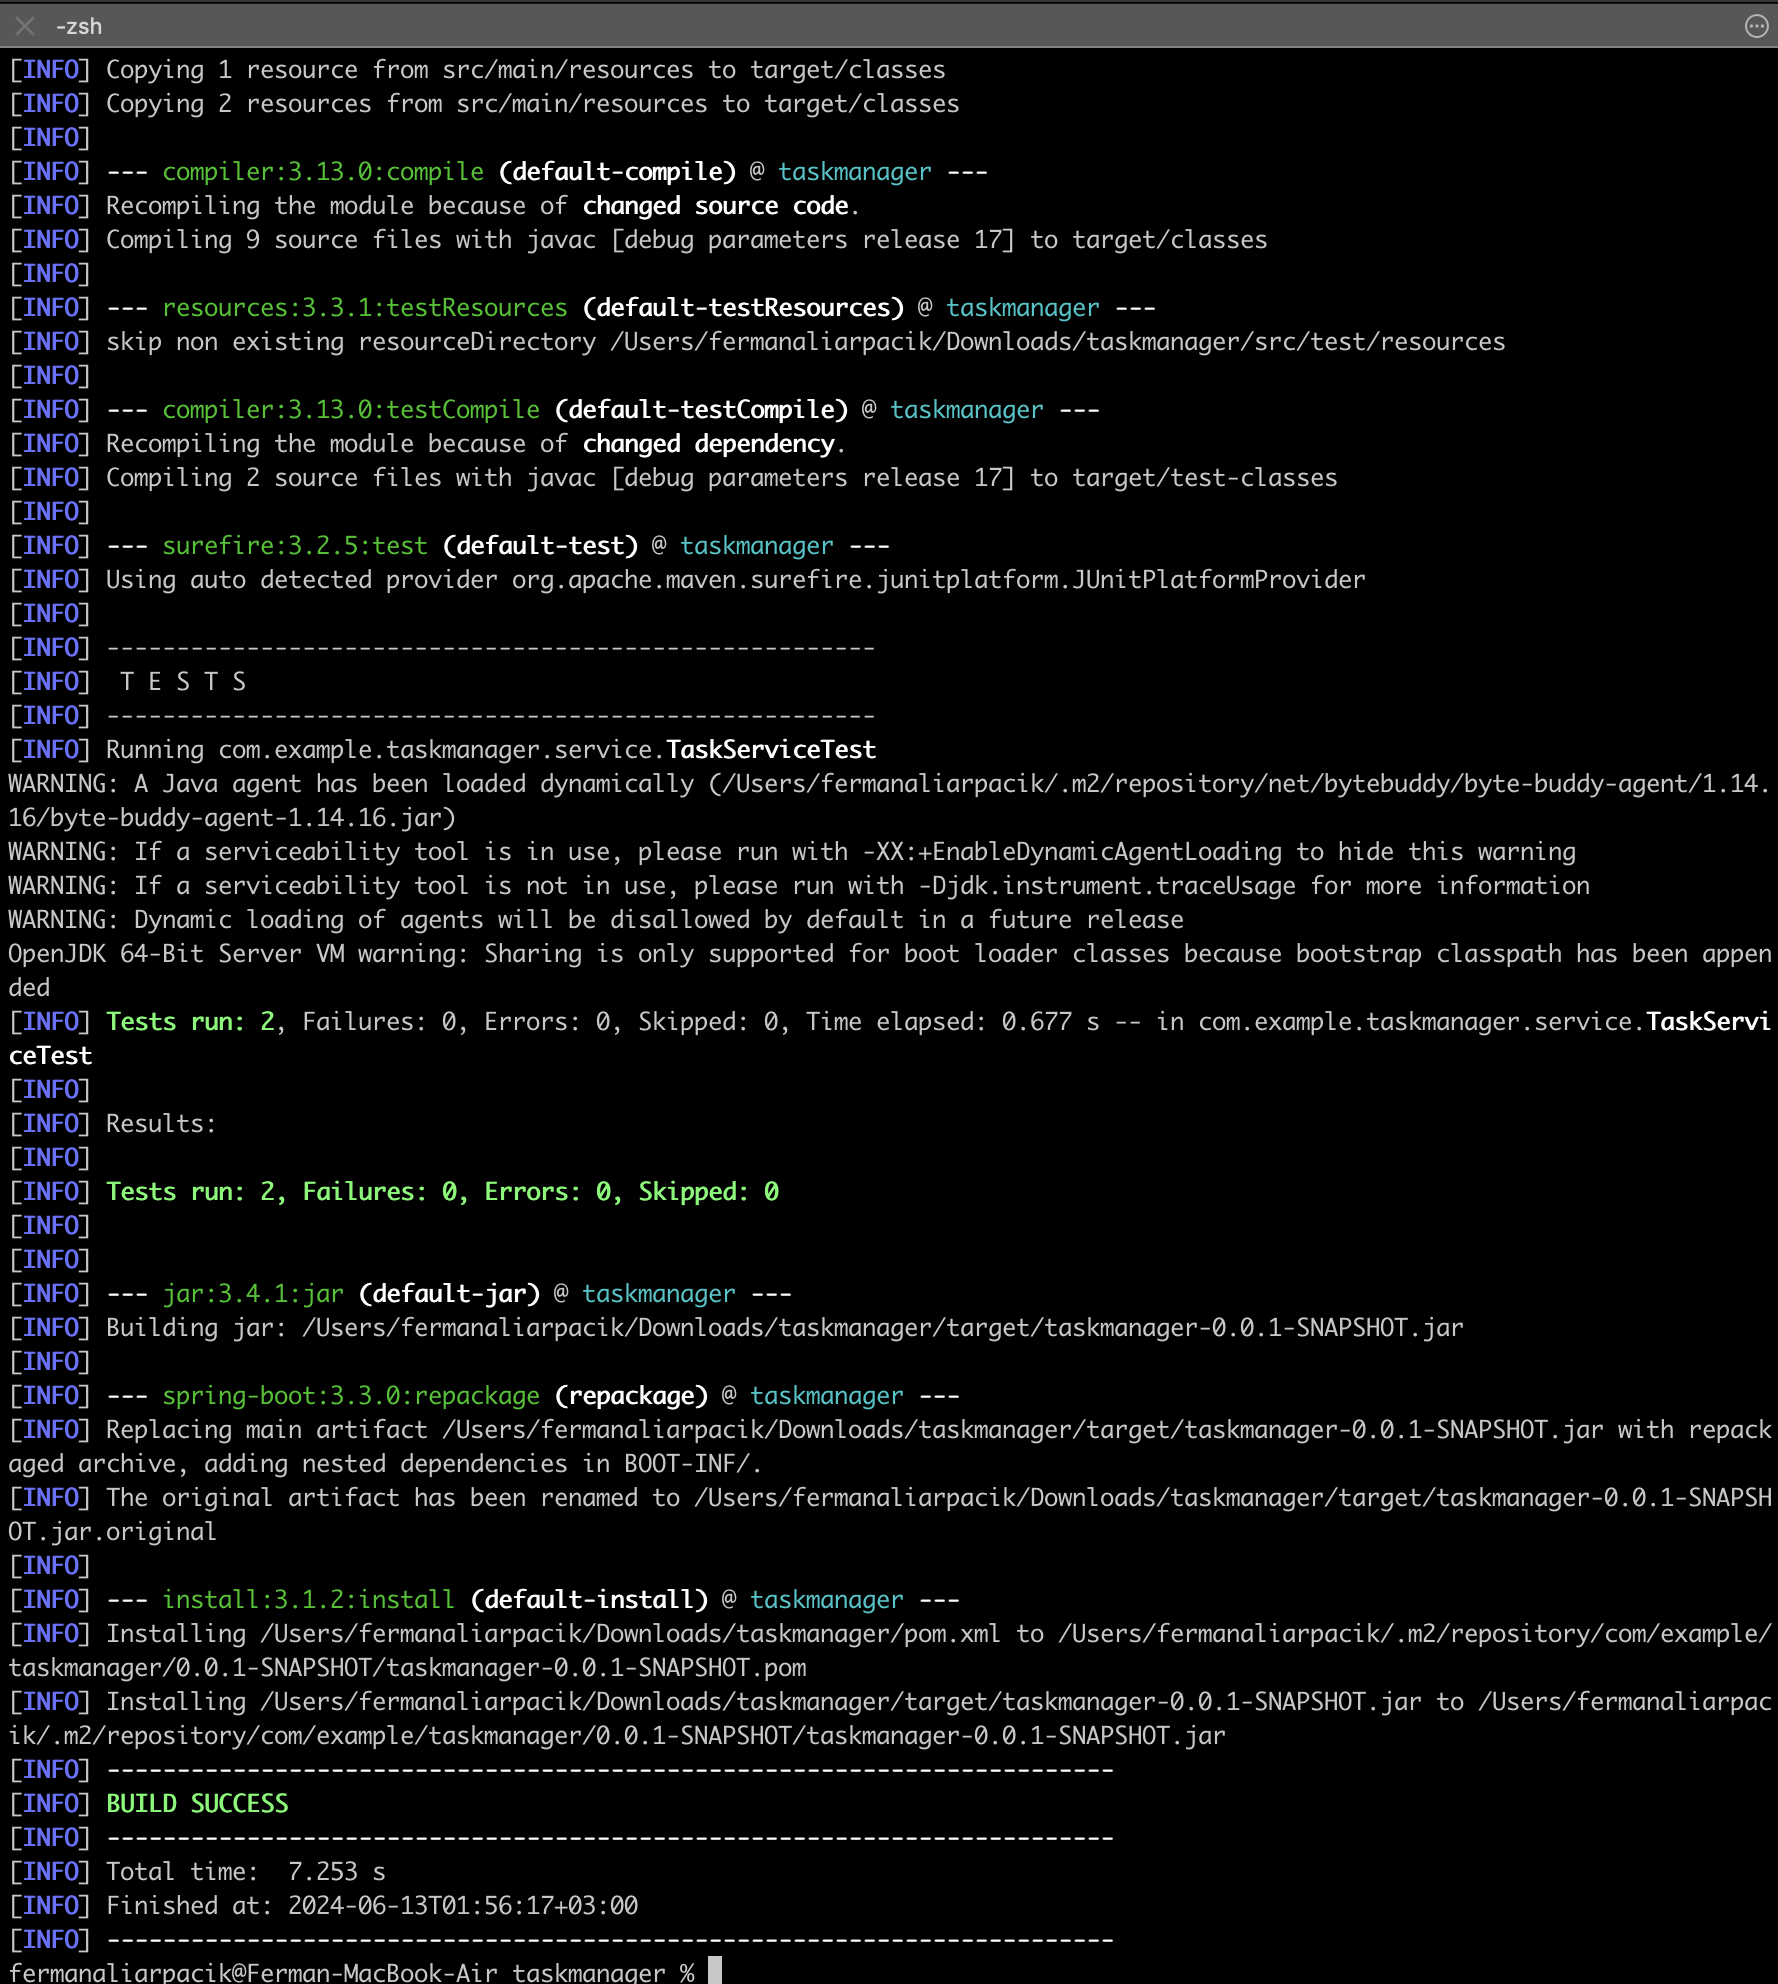 -zsh
[INFO] Copying 1 resource from src/main/resources to target/classes
[INFO] Copying 2 resources from src/main/resources to target/classes
[INFO]
[INFO] --- compiler:3.13.0:compile (default-compile) @ taskmanager ---
[INFO] Recompiling the module because of changed source code.
[INFO] Compiling 9 source files with javac [debug parameters release 17] to target/classes
[INFO]
[INFO] --- resources:3.3.1:testResources (default-testResources) @ taskmanager ---
[INFO] skip non existing resourceDirectory /Users/fermanaliarpacik/Downloads/taskmanager/src/test/resources
[INFO]
[INFO] --- compiler:3.13.0:testCompile (default-testCompile) @ taskmanager ---
[INFO] Recompiling the module because of changed dependency.
[INFO] Compiling 2 source files with javac [debug parameters release 17] to target/test-classes
[INFO]
[INFO] --- surefire:3.2.5:test (default-test) @ taskmanager ---
[INFO] Using auto detected provider org.apache.maven.surefire.junitplatform.JUnitPlatformProvider
[INFO]
[INFO] -------------------------------------------------------
[INFO]  T E S T S
[INFO] -------------------------------------------------------
[INFO] Running com.example.taskmanager.service.TaskServiceTest
WARNING: A Java agent has been loaded dynamically (/Users/fermanaliarpacik/.m2/repository/net/bytebuddy/byte-buddy-agent/1.14.
16/byte-buddy-agent-1.14.16.jar)
WARNING: If a serviceability tool is in use, please run with -XX:+EnableDynamicAgentLoading to hide this warning
WARNING: If a serviceability tool is not in use, please run with -Djdk.instrument.traceUsage for more information
WARNING: Dynamic loading of agents will be disallowed by default in a future release
OpenJDK 64-Bit Server VM warning: Sharing is only supported for boot loader classes because bootstrap classpath has been appen
ded
[INFO] Tests run: 2, Failures: 0, Errors: 0, Skipped: 0, Time elapsed: 0.677 s -- in com.example.taskmanager.service.TaskServi
ceTest
[INFO]
[INFO] Results:
[INFO]
[INFO] Tests run: 2, Failures: 0, Errors: 0, Skipped: 0
[INFO]
[INFO]
[INFO] --- jar:3.4.1:jar (default-jar) @ taskmanager ---
[INFO] Building jar: /Users/fermanaliarpacik/Downloads/taskmanager/target/taskmanager-0.0.1-SNAPSHOT.jar
[INFO]
[INFO] --- spring-boot:3.3.0:repackage (repackage) @ taskmanager ---
[INFO] Replacing main artifact /Users/fermanaliarpacik/Downloads/taskmanager/target/taskmanager-0.0.1-SNAPSHOT.jar with repack
aged archive, adding nested dependencies in BOOT-INF/.
[INFO] The original artifact has been renamed to /Users/fermanaliarpacik/Downloads/taskmanager/target/taskmanager-0.0.1-SNAPSH
OT.jar.original
[INFO]
[INFO] --- install:3.1.2:install (default-install) @ taskmanager ---
[INFO] Installing /Users/fermanaliarpacik/Downloads/taskmanager/pom.xml to /Users/fermanaliarpacik/.m2/repository/com/example/
taskmanager/0.0.1-SNAPSHOT/taskmanager-0.0.1-SNAPSHOT.pom
[INFO] Installing /Users/fermanaliarpacik/Downloads/taskmanager/target/taskmanager-0.0.1-SNAPSHOT.jar to /Users/fermanaliarpac
ik/.m2/repository/com/example/taskmanager/0.0.1-SNAPSHOT/taskmanager-0.0.1-SNAPSHOT.jar
[INFO] ------------------------------------------------------------------------
[INFO] BUILD SUCCESS
[INFO] ------------------------------------------------------------------------
[INFO] Total time:  7.253 s
[INFO] Finished at: 2024-06-13T01:56:17+03:00
[INFO] ------------------------------------------------------------------------
fermanaliarpacik@Ferman-MacBook-Air taskmanager %